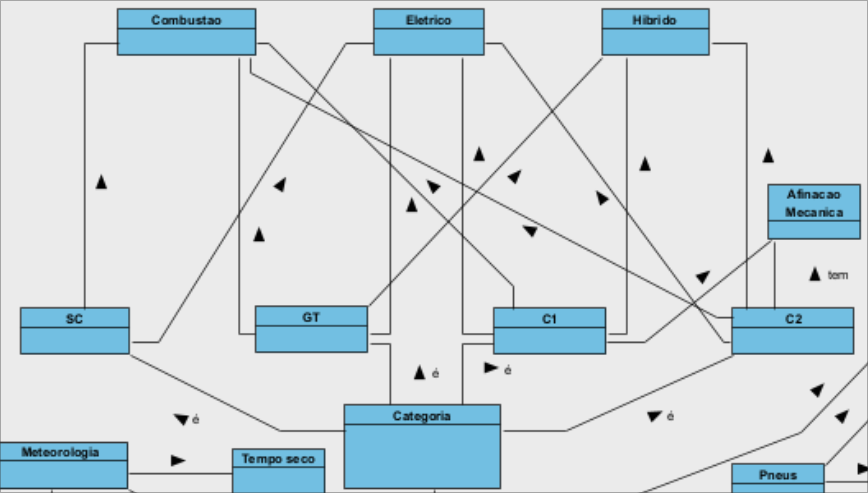 Combustao
Eletrico
Hibrido
Afinacao
Mecanica
tem
SC
GT
C1
C2
é
é
Categoria
é
é
Meteorologia
Tempo seco
Pneus